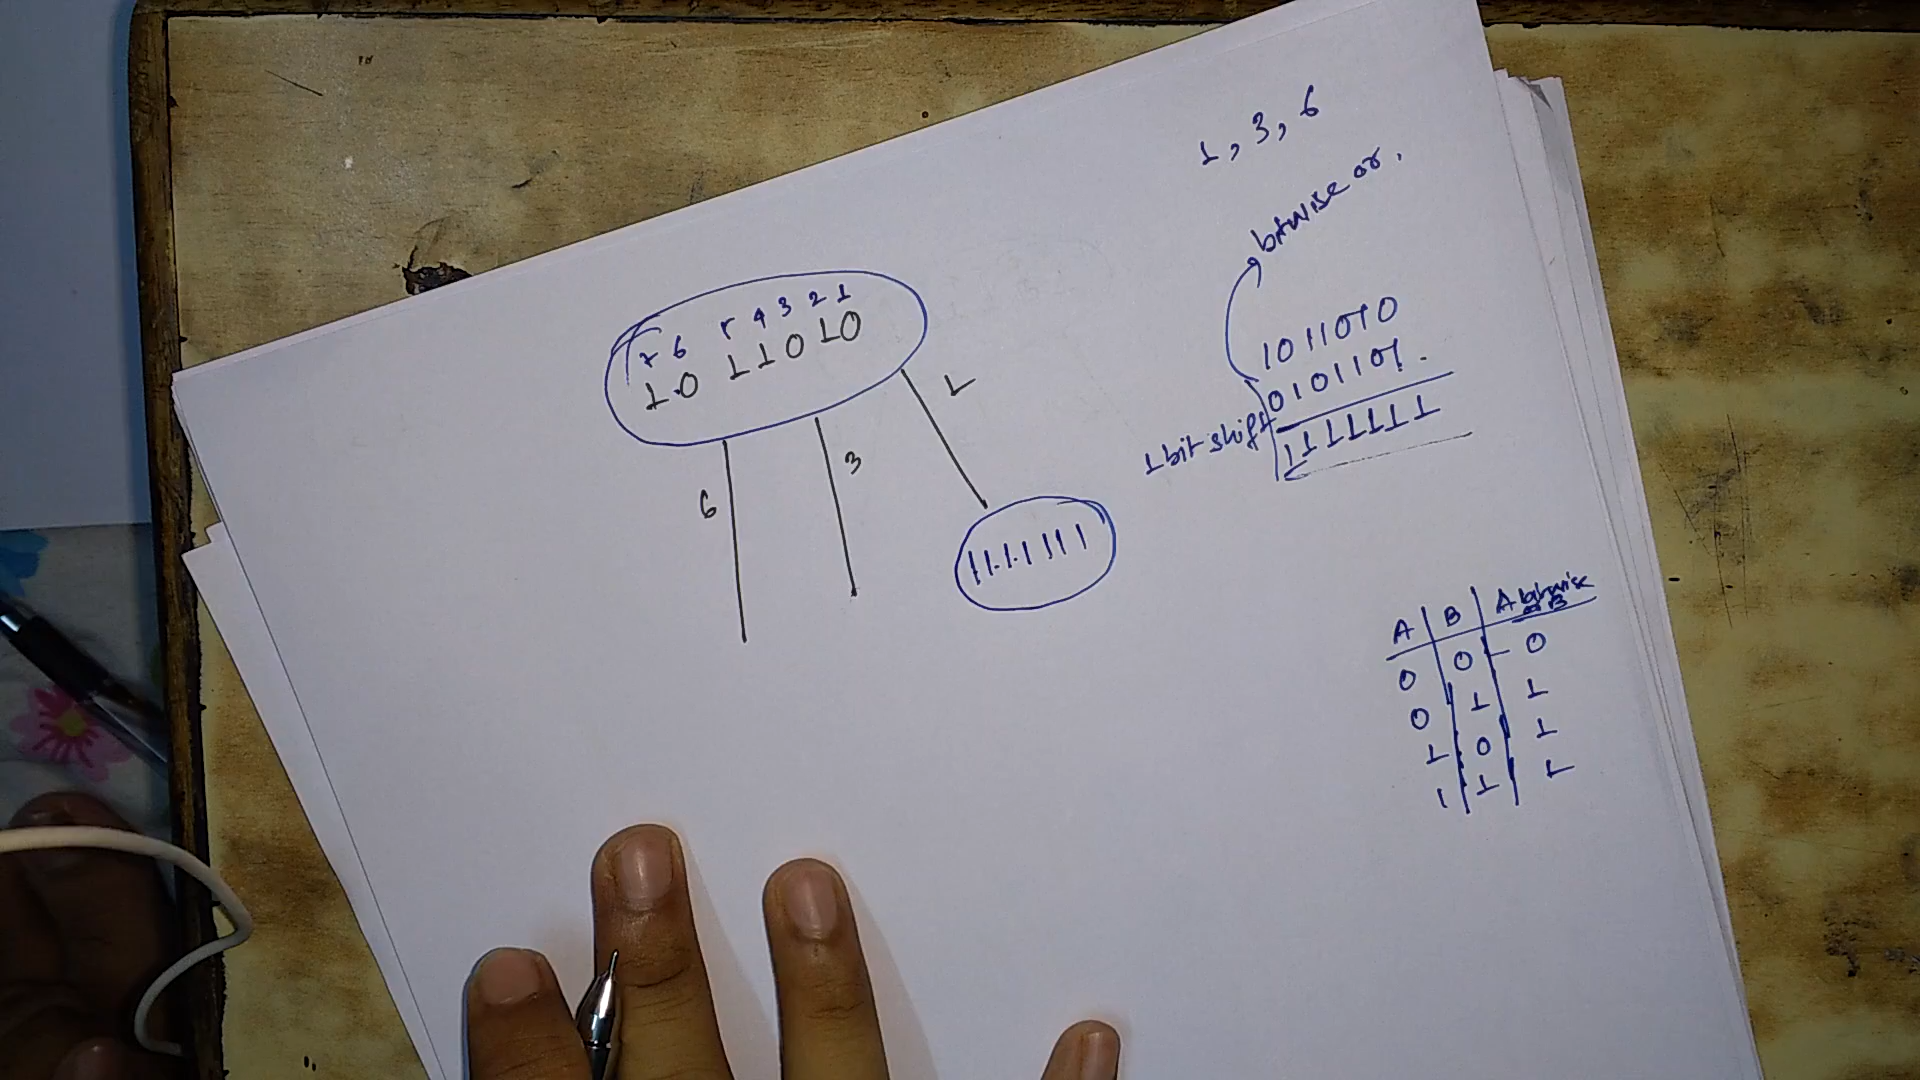 1, 3, 6
bitwise or.
7 6 5 4 3 2 1
1 0 1 1 0 1 0
1011010
0101101.
1 bit shift
1111111
6
3
1
1111111
A B A bitwise or B
0 0 0
0 1 1
1 0 1
1 1 1